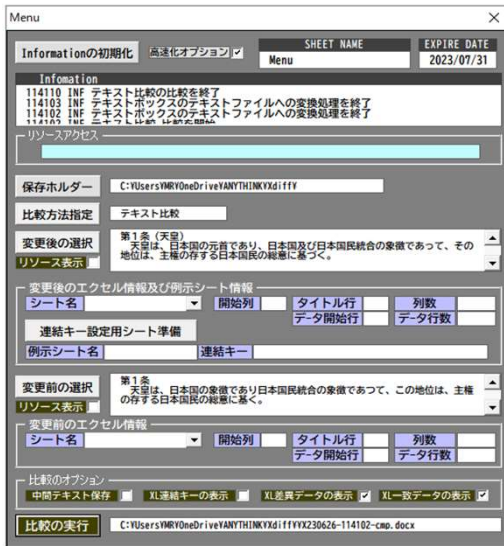 Menu
Informationの初期化
高速化オプション
SHEET NAME
EXPIRE DATE
Menu
2023/07/31
Infomation
114110 INF テキスト比較の比較を終了
114103 INF テキストボックスのテキストファイルへの変換処理を終了
114102 INF テキストボックスのテキストファイルへの変換処理を終了
114102 INF テキスト比較 比較を開始
リソースアクセス
保存ホルダー
C:¥Users¥MR¥OneDrive¥ANYTHINK¥Xdiff¥
比較方法指定
テキスト比較
変更後の選択
リソース表示
第1条（天皇）
天皇は、日本国の元首であり、日本国及び日本国民統合の象徴であって、その
地位は、主権の存する日本国民の総意に基づく。
変更後のエクセル情報及び例示シート情報
シート名
開始列
タイトル行
列数
データ開始行
データ行数
連結キー設定用シート準備
例示シート名
連結キー
変更前の選択
リソース表示
第1条
天皇は、日本国の象徴であり日本国民統合の象徴であつて、この地位は、主権
の存する日本国民の総意に基く。
変更前のエクセル情報
シート名
開始列
タイトル行
列数
データ開始行
データ行数
比較のオプション
中間テキスト保存
XL連結キーの表示
XL差異データの表示
XL一致データの表示
比較の実行
C:¥Users¥MR¥OneDrive¥ANYTHINK¥Xdiff¥¥X230626-114102-cmp.docx